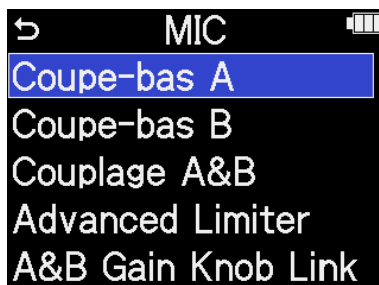 MIC
Coupe-bas A
Coupe-bas B
Couplage A&B
Advanced Limiter
A&B Gain Knob Link